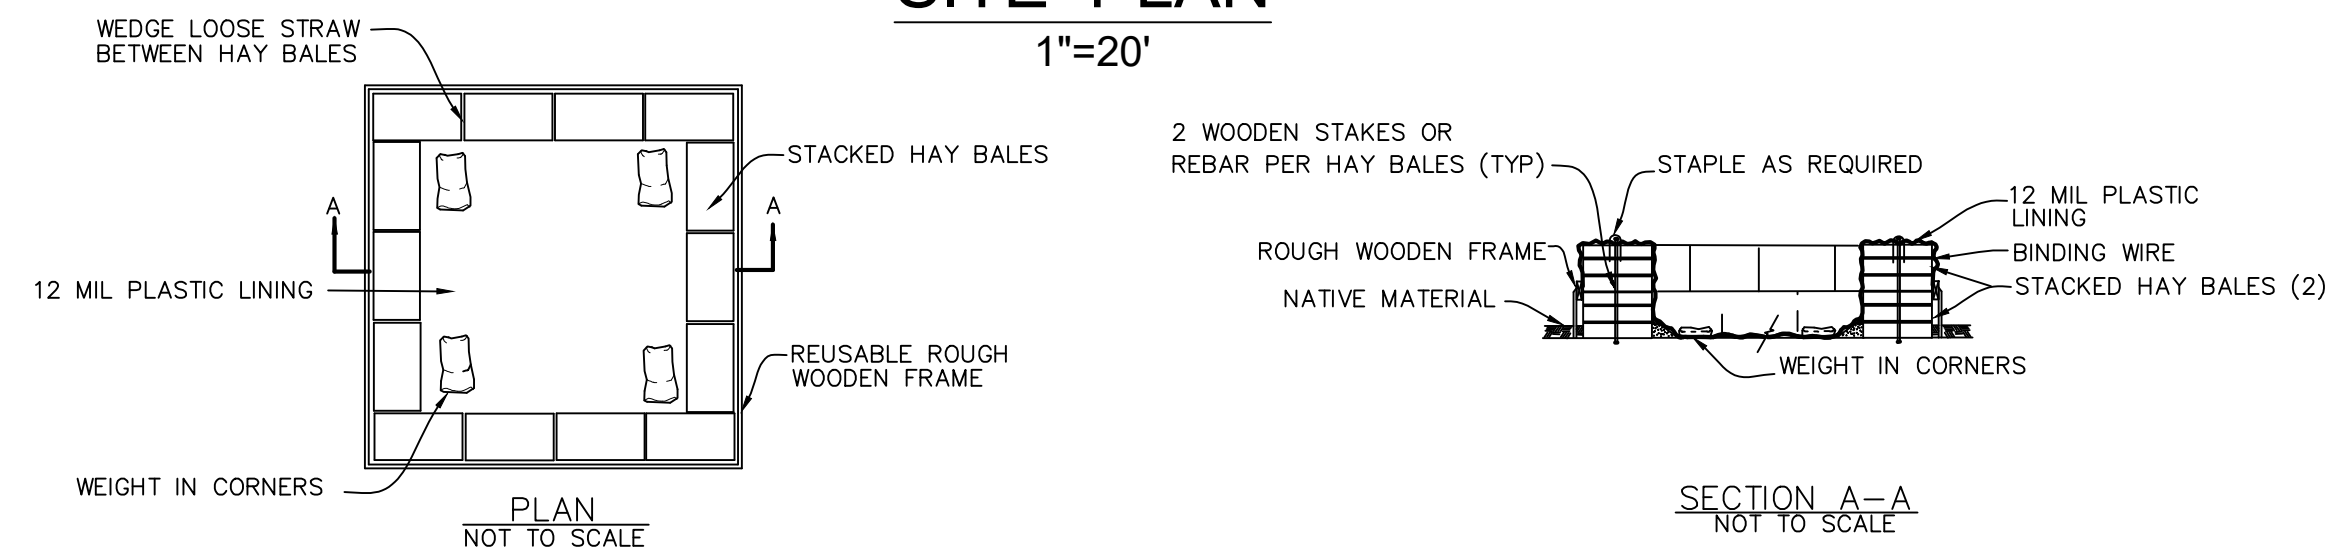 SITE PLAN
1"=20'
WEDGE LOOSE STRAW
BETWEEN HAY BALES
STACKED HAY BALES
A
A
12 MIL PLASTIC LINING
REUSABLE ROUGH
WOODEN FRAME
WEIGHT IN CORNERS
PLAN
NOT TO SCALE
2 WOODEN STAKES OR
REBAR PER HAY BALES (TYP)
STAPLE AS REQUIRED
12 MIL PLASTIC
LINING
ROUGH WOODEN FRAME
BINDING WIRE
NATIVE MATERIAL
STACKED HAY BALES (2)
WEIGHT IN CORNERS
SECTION A-A
NOT TO SCALE